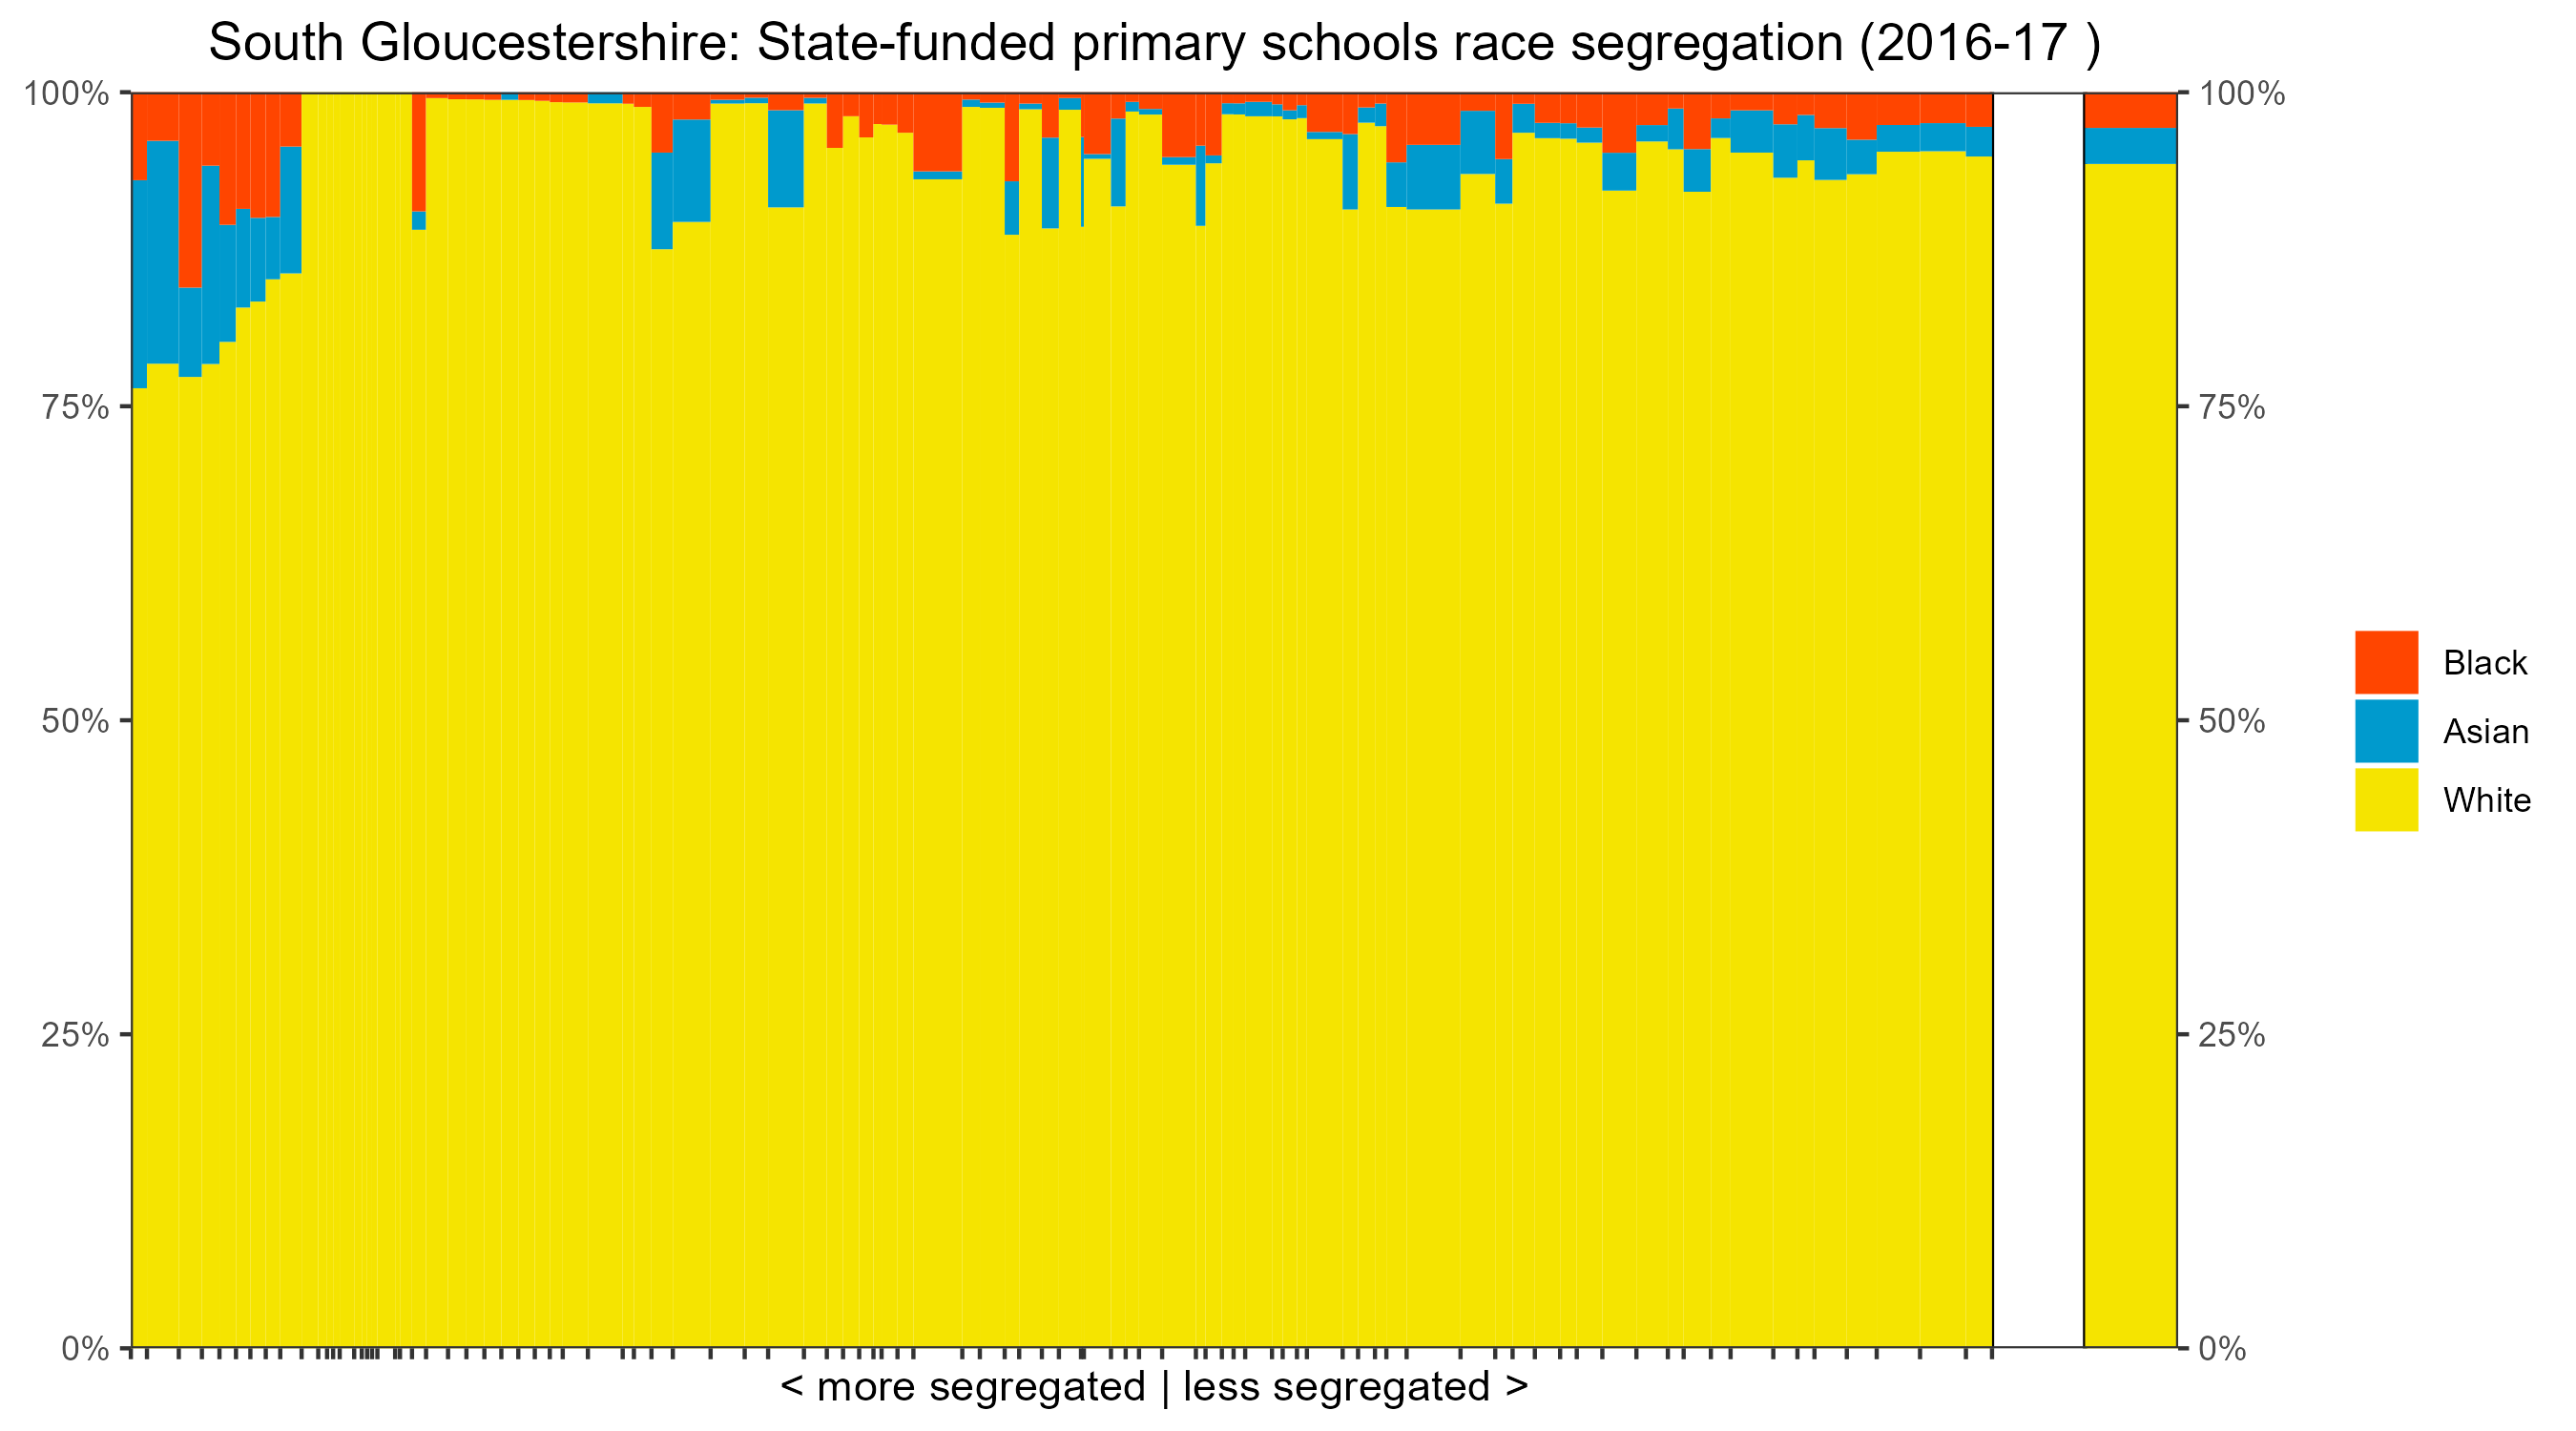 South Gloucestershire: State-funded primary schools race segregation (2016-17 )
100%
75%
50%
25%
0%
100%
75%
50%
25%
0%
Black
Asian
White
< more segregated | less segregated >